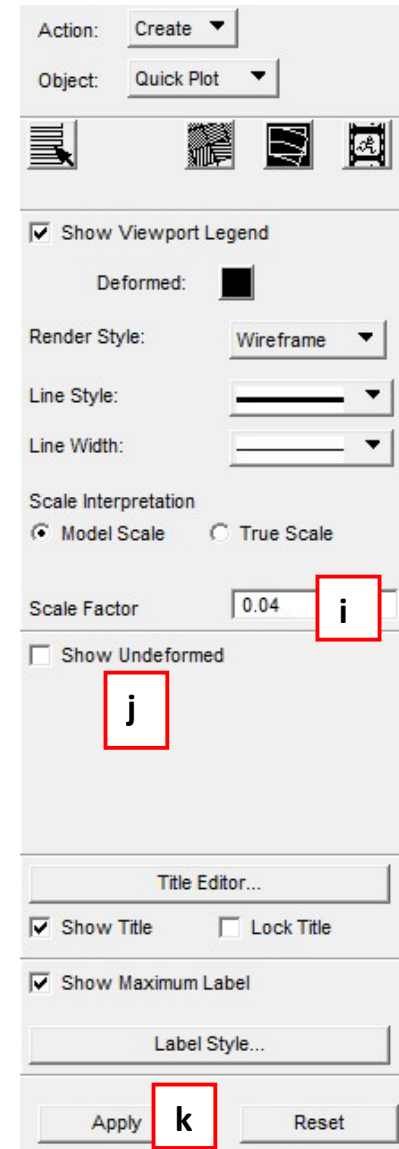 Action: Create
Object: Quick Plot
Show Viewport Legend
Deformed:
Render Style: Wireframe
Line Style:
Line Width:
Scale Interpretation
Model Scale True Scale
Scale Factor 0.04 i
Show Undeformed
j
Title Editor...
Show Title Lock Title
Show Maximum Label
Label Style...
Apply k Reset